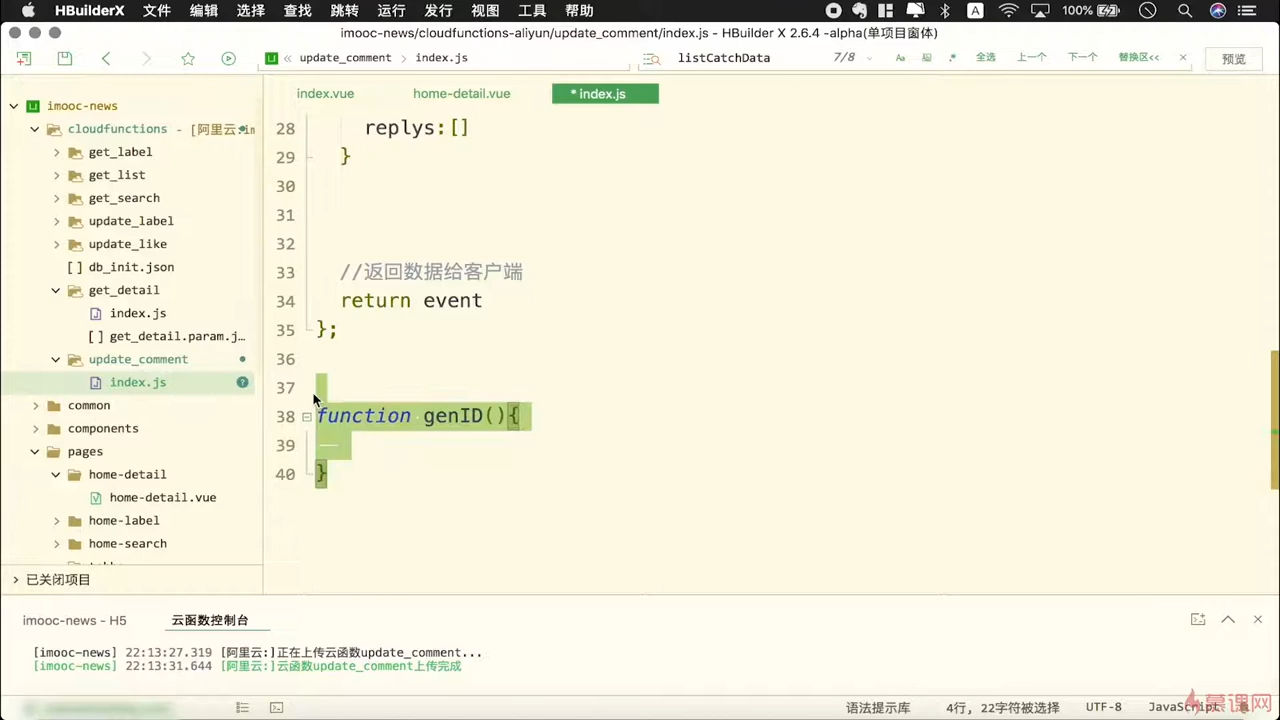 HBuilderX 文件 编辑 选择 查找 跳转 运行 发行 视图 工具 帮助 A 100%
imooc-news/cloudfunctions-aliyun/update_comment/index.js - HBuilder X 2.6.4 -alpha(单项目窗体)
update_comment index.js listCatchData 7/8 Aa .* 全选 上一个 下一个 替换区<< 预览
index.vue home-detail.vue * index.js
imooc-news
cloudfunctions - [阿里云:im
get_label
get_list
get_search
update_label
update_like
[ ] db_init.json
get_detail
index.js
[ ] get_detail.param.j...
update_comment
index.js
common
components
pages
home-detail
home-detail.vue
home-label
home-search
已关闭项目
28 replys:[]
29 }
30
31
32
33 //返回数据给客户端
34 return event
35 };
36
37
38 function genID(){
39
40 }
imooc-news - H5 云函数控制台
[imooc-news] 22:13:27.319 [阿里云:]正在上传云函数update_comment...
[imooc-news] 22:13:31.644 [阿里云:]云函数update_comment上传完成
语法提示库 4行, 22字符被选择 UTF-8 JavaScript
慕课网